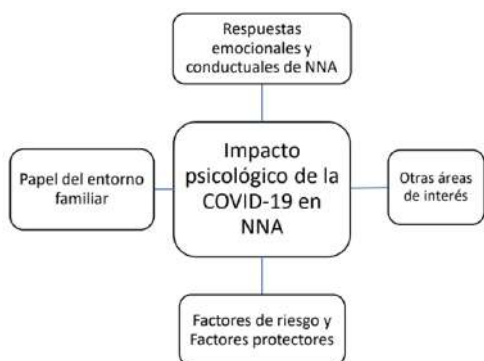 Respuestas
emocionales y
conductuales de NNA
Papel del entorno
familiar
Impacto
psicológico de la
COVID-19 en
NNA
Otras áreas
de interés
Factores de riesgo y
Factores protectores